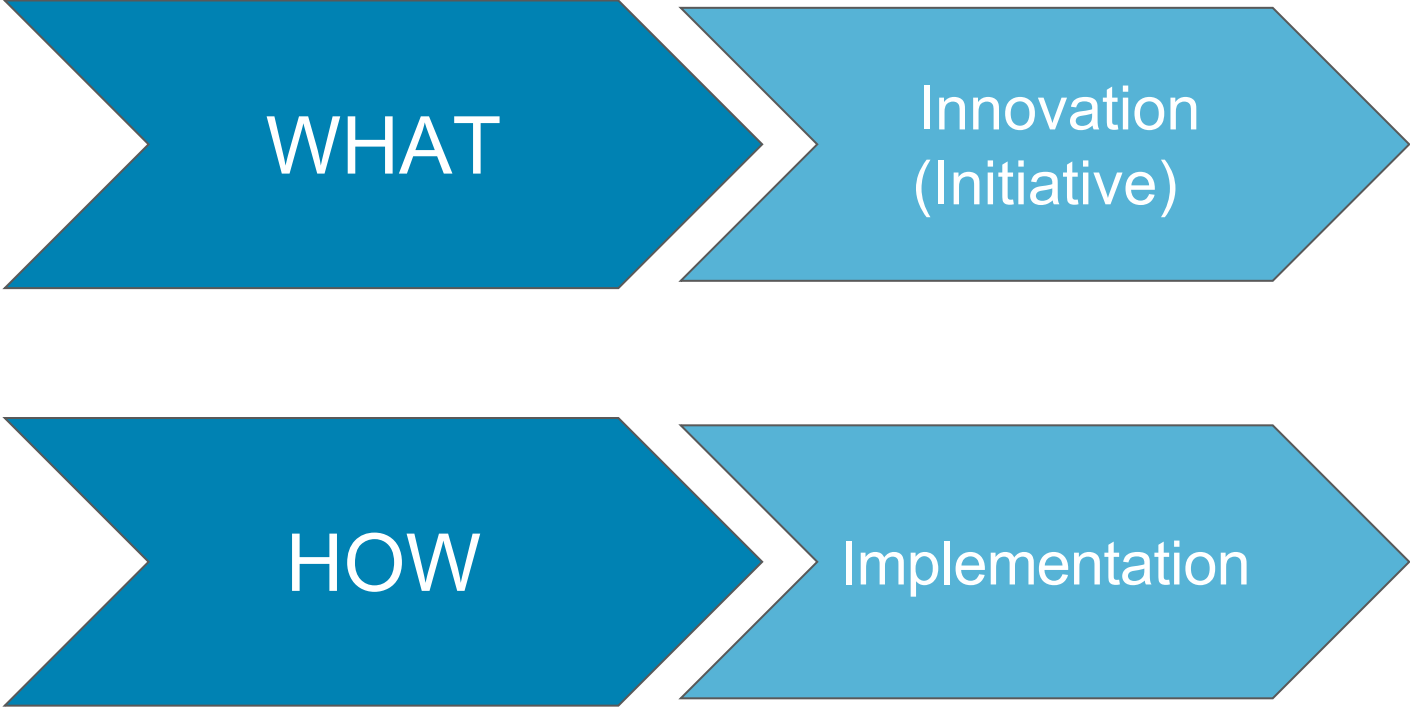 WHAT
Innovation
(Initiative)
HOW
Implementation